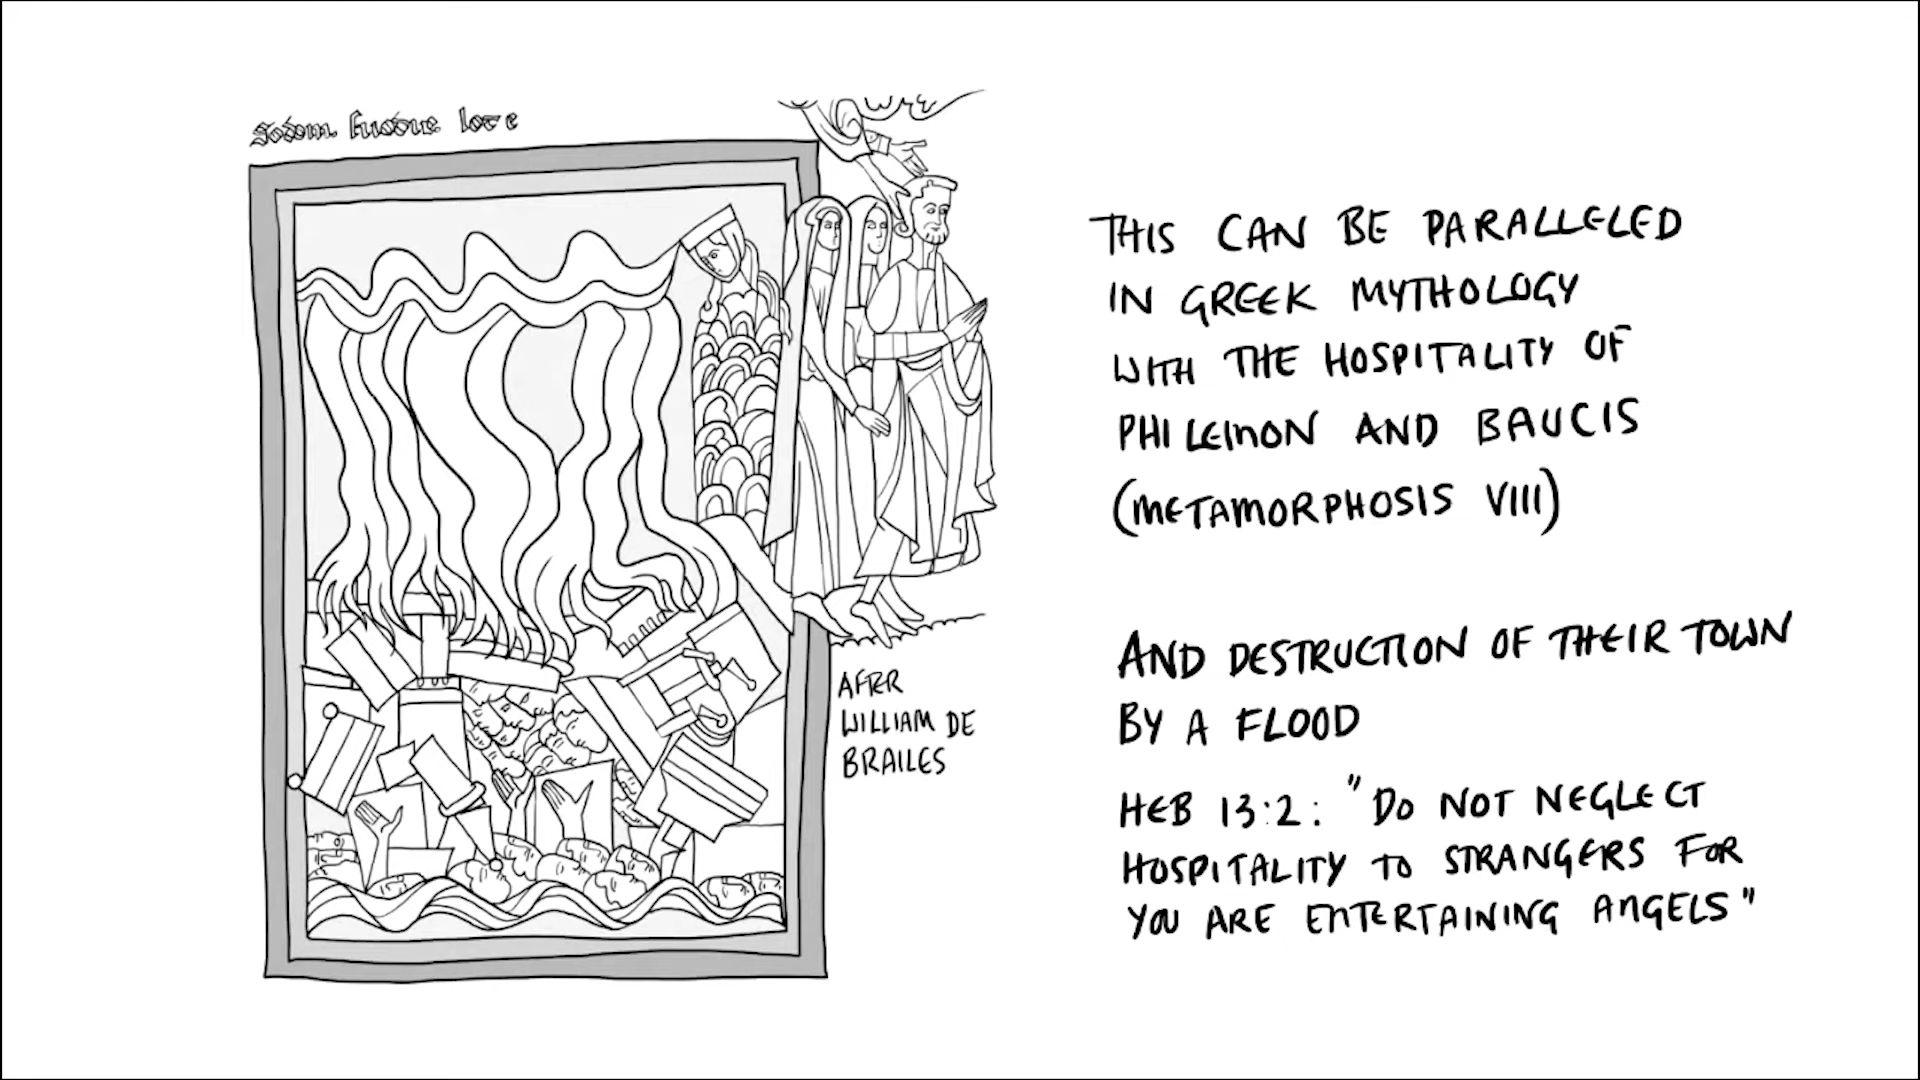 sodom loτ e
AFTER
WILLIAM DE
BRAILES
THIS CAN BE PARALLELED
IN GREEK MYTHOLOGY
WITH THE HOSPITALITY OF
PHILEMON AND BAUCIS
(METAMORPHOSIS VIII)
AND DESTRUCTION OF THEIR TOWN
BY A FLOOD
HEB 13:2: "DO NOT NEGLECT
HOSPITALITY TO STRANGERS FOR
YOU ARE ENTERTAINING ANGELS"